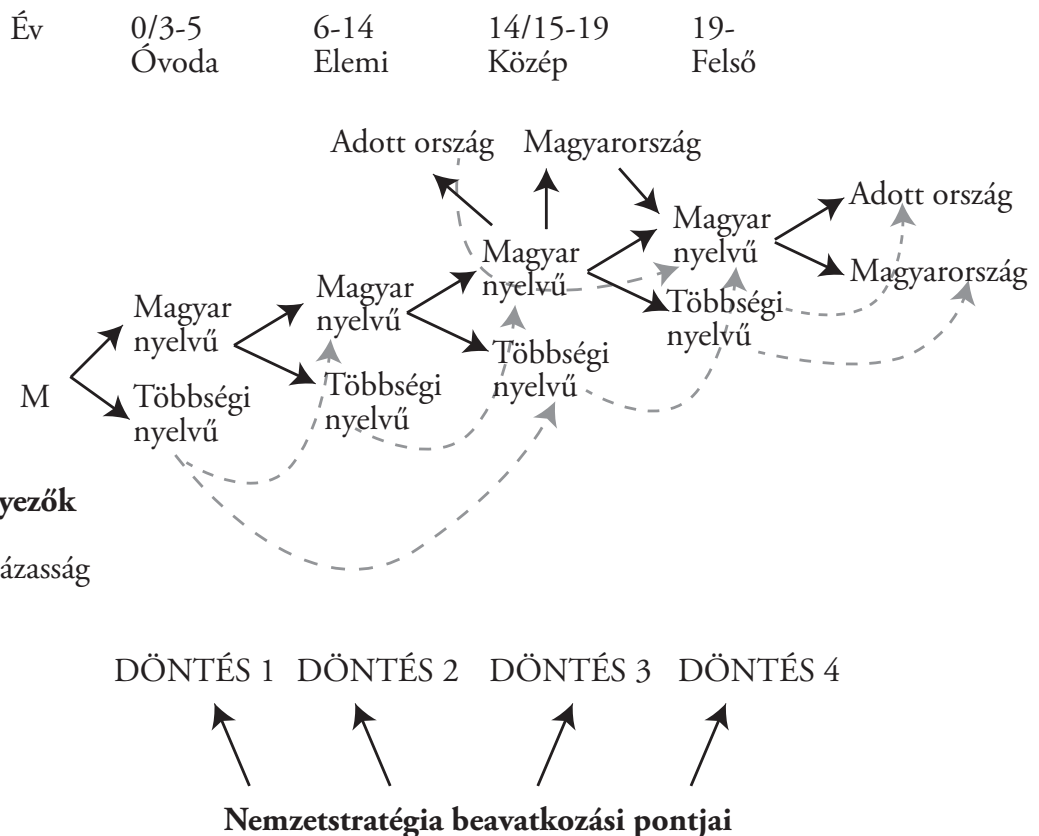 Év 0/3-5 6-14 14/15-19 19-
Óvoda Elemi Közép Felső
Adott ország Magyarország
Magyar
nyelvű
Adott ország
Magyarország
Magyar
nyelvű
Többségi
nyelvű
Magyar
nyelvű
Többségi
nyelvű
Magyar
nyelvű
Többségi
nyelvű
M
Többségi
nyelvű
yezők
ázasság
DÖNTÉS 1 DÖNTÉS 2 DÖNTÉS 3 DÖNTÉS 4
Nemzetstratégia beavatkozási pontjai